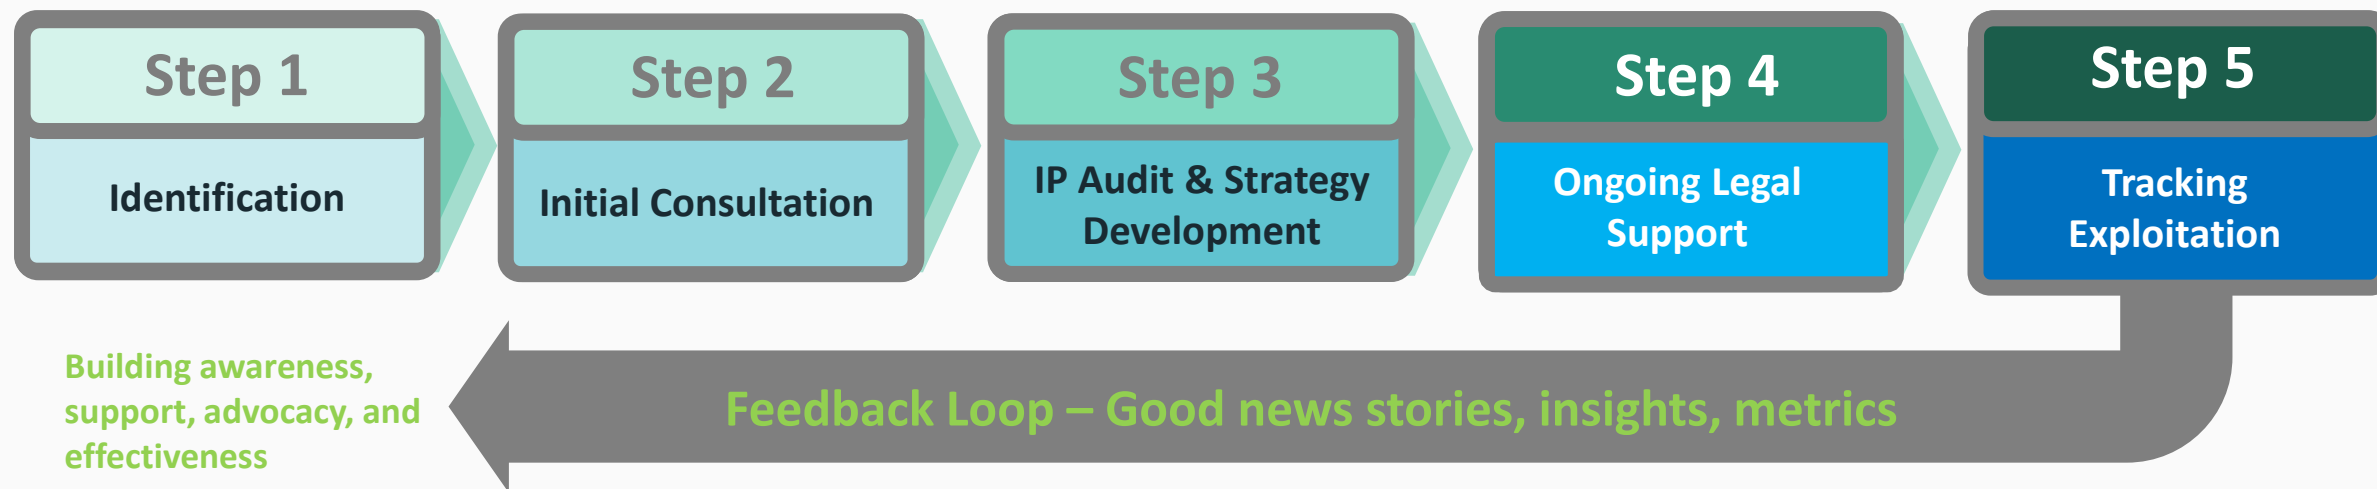 Step 1
Identification
Step 2
Initial Consultation
Step 3
IP Audit & Strategy
Development
Step 4
Ongoing Legal
Support
Step 5
Tracking
Exploitation
Building awareness,
support, advocacy, and
effectiveness
Feedback Loop – Good news stories, insights, metrics